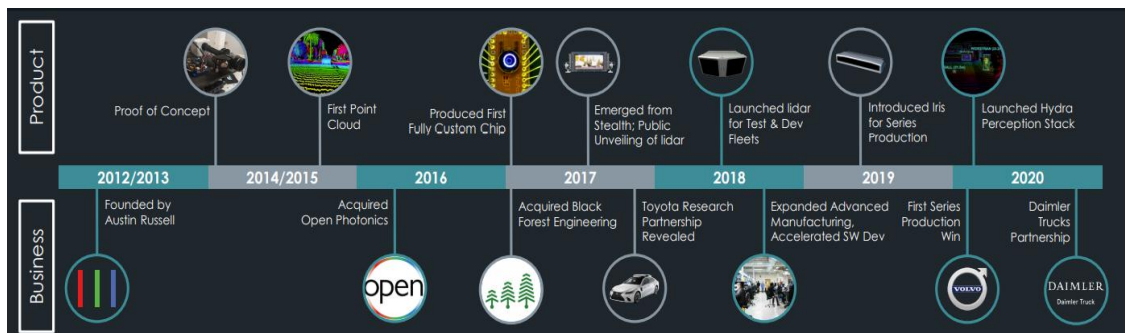 Product
Proof of Concept
First Point
Cloud
Produced First
Fully Custom Chip
Emerged from
Stealth; Public
Unveiling of lidar
Launched lidar
for Test & Dev
Fleets
Introduced Iris
for Series
Production
Launched Hydra
Perception Stack
2012/2013
2014/2015
2016
2017
2018
2019
2020
Business
Founded by
Austin Russell
Acquired
Open Photonics
Acquired Black
Forest Engineering
Toyota Research
Partnership
Revealed
Expanded Advanced
Manufacturing,
Accelerated SW Dev
First Series
Production
Win
Daimler
Trucks
Partnership
open
VOLVO
DAIMLER
Daimler Truck